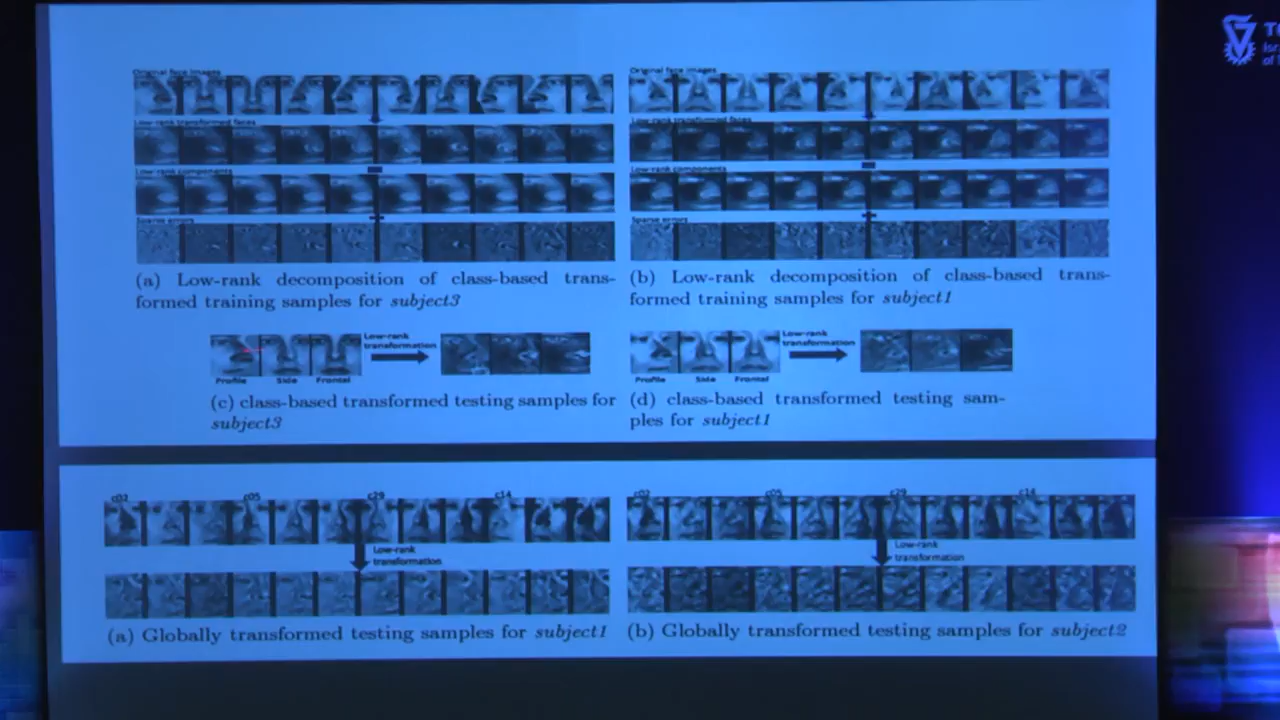 Original face images
Low-rank transformed faces
Low-rank components
Sparse errors
(a) Low-rank decomposition of class-based trans-
formed training samples for subject3
Original face images
Low-rank transformed faces
Low-rank components
Sparse errors
(b) Low-rank decomposition of class-based trans-
formed training samples for subject1
Low-rank
transformation
Profile Side Frontal
(c) class-based transformed testing samples for
subject3
Low-rank
transformation
Profile Side Frontal
(d) class-based transformed testing sam-
ples for subject1
c02 c05 c29 c14
Low-rank
transformation
(a) Globally transformed testing samples for subject1
c02 c05 c29 c14
Low-rank
transformation
(b) Globally transformed testing samples for subject2